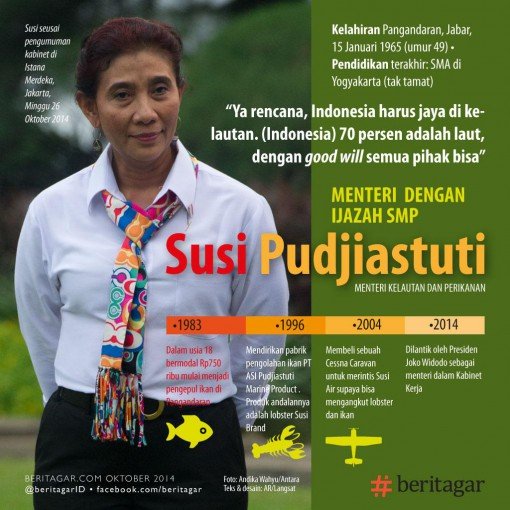 Susi seusai
pengumuman
kabinet di
Istana
Merdeka,
Jakarta,
Minggu 26
Oktober 2014
Kelahiran Pangandaran, Jabar,
15 Januari 1965 (umur 49) •
Pendidikan terakhir: SMA di
Yogyakarta (tak tamat)
“Ya rencana, Indonesia harus jaya di ke-
lautan. (Indonesia) 70 persen adalah laut,
dengan good will semua pihak bisa”
MENTERI DENGAN
IJAZAH SMP
Susi Pudjiastuti
MENTERI KELAUTAN DAN PERIKANAN
•1983
Dalam usia 18
bermodal Rp750
ribu mulai menjadi
pengepul ikan di
Pangandaran
•1996
Mendirikan pabrik
pengolahan ikan PT
ASI Pudjiastuti
Marine Product .
Produk andalannya
adalah lobster Susi
Brand
•2004
Membeli sebuah
Cessna Caravan
untuk merintis Susi
Air supaya bisa
mengangkut lobster
dan ikan
•2014
Dilantik oleh Presiden
Joko Widodo sebagai
menteri dalam Kabinet
Kerja
BERITAGAR.COM OKTOBER 2014
@beritagarID • facebook.com/beritagar
Foto: Andika Wahyu/Antara
Teks & desain: AR/Langsat
# beritagar